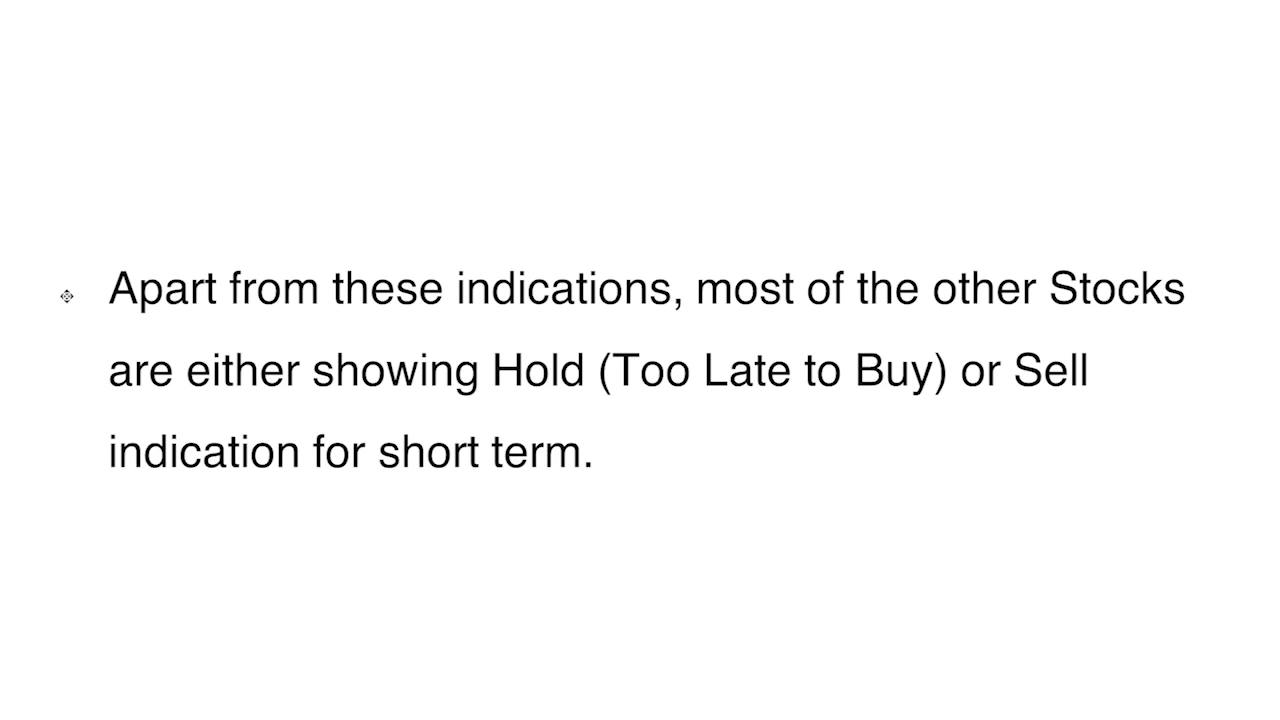 Apart from these indications, most of the other Stocks
are either showing Hold (Too Late to Buy) or Sell
indication for short term.